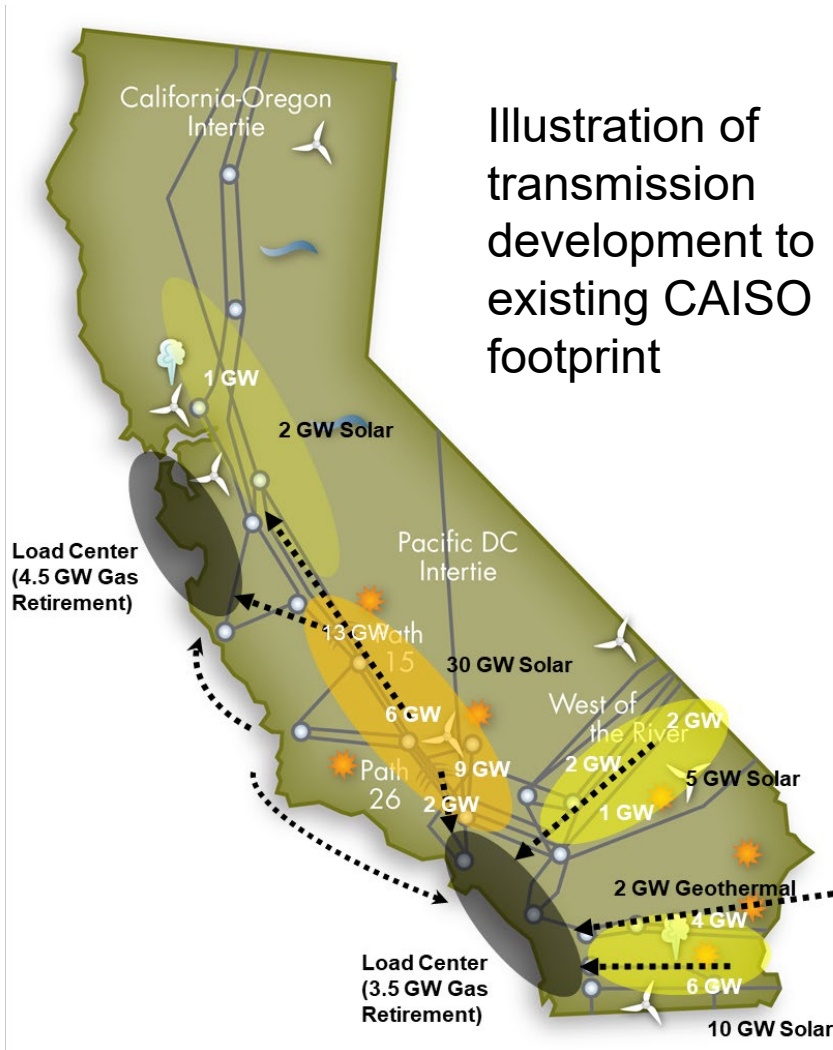 California-Oregon
Intertie
Illustration of
transmission
development to
existing CAISO
footprint
1 GW
2 GW Solar
Load Center
(4.5 GW Gas
Retirement)
Pacific DC
Intertie
13 GW
Path
15
30 GW Solar
6 GW
West of
the River
2 GW
Path
26
9 GW
2 GW
2 GW
5 GW Solar
1 GW
2 GW Geothermal
4 GW
Load Center
(3.5 GW Gas
Retirement)
6 GW
10 GW Solar